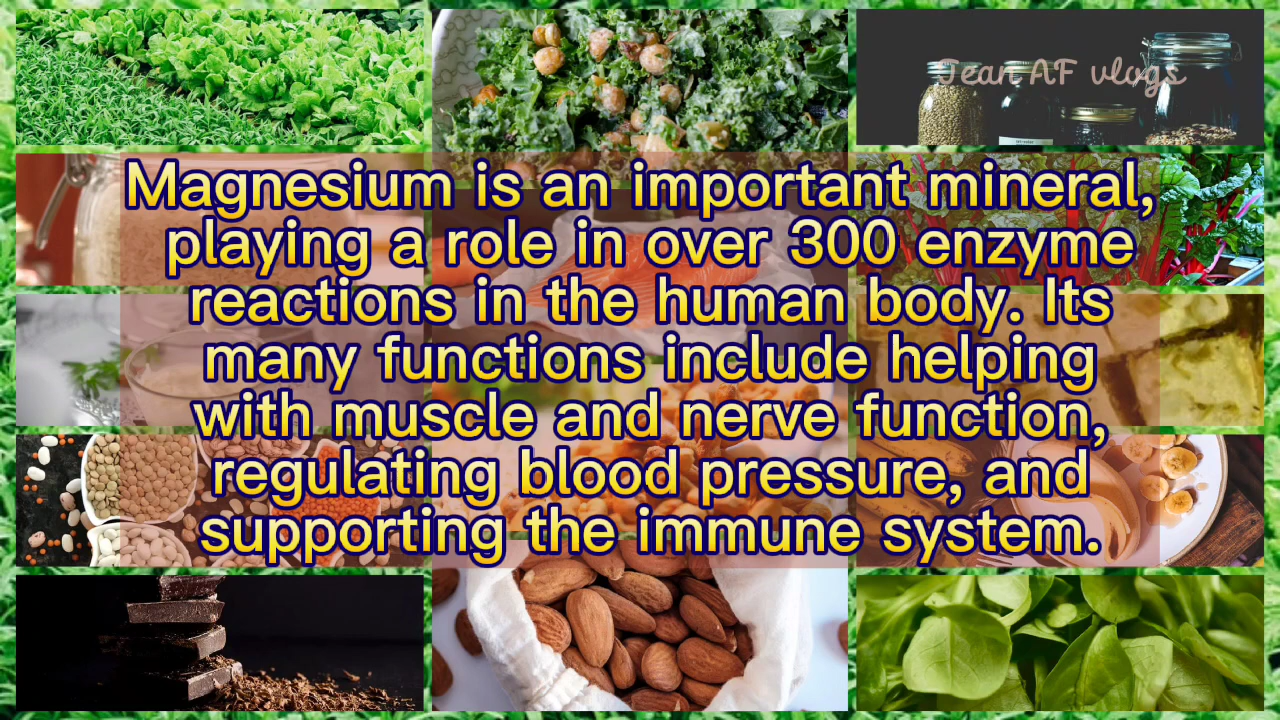 Jean AF vlogs
Magnesium is an important mineral,
playing a role in over 300 enzyme
reactions in the human body. Its
many functions include helping
with muscle and nerve function,
regulating blood pressure, and
supporting the immune system.